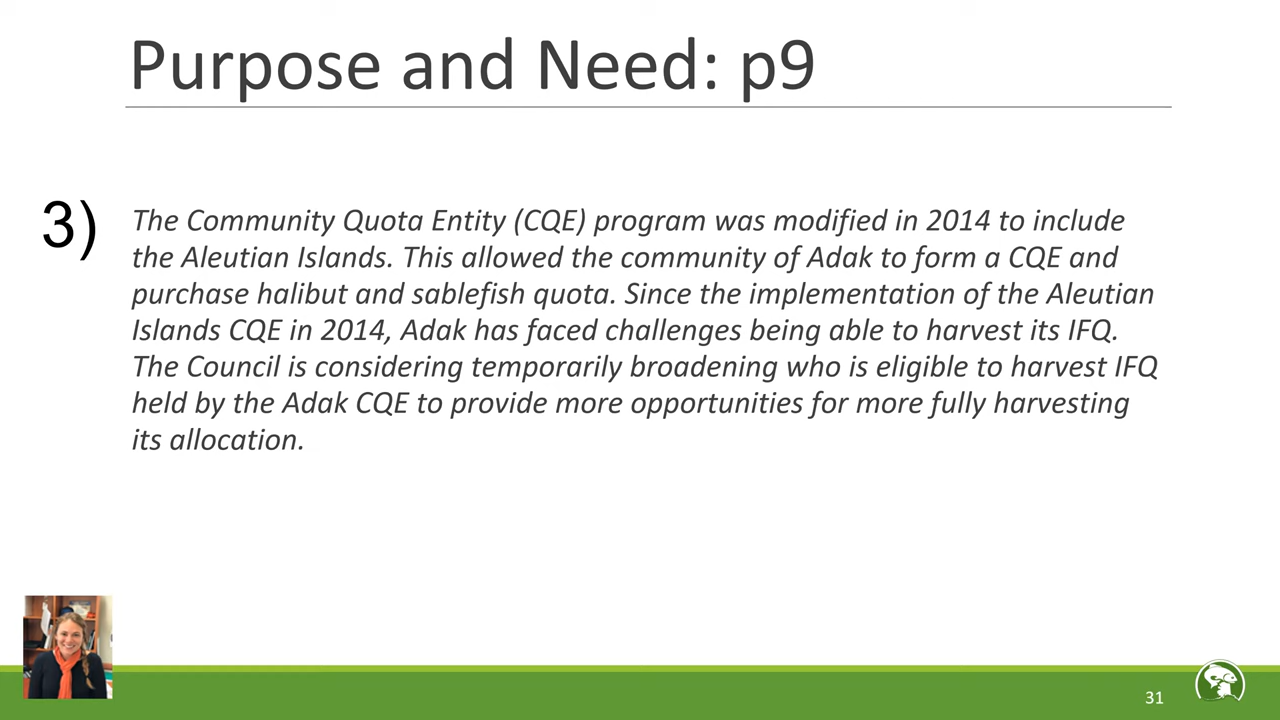 Purpose and Need: p9
3)
The Community Quota Entity (CQE) program was modified in 2014 to include
the Aleutian Islands. This allowed the community of Adak to form a CQE and
purchase halibut and sablefish quota. Since the implementation of the Aleutian
Islands CQE in 2014, Adak has faced challenges being able to harvest its IFQ.
The Council is considering temporarily broadening who is eligible to harvest IFQ
held by the Adak CQE to provide more opportunities for more fully harvesting
its allocation.
31